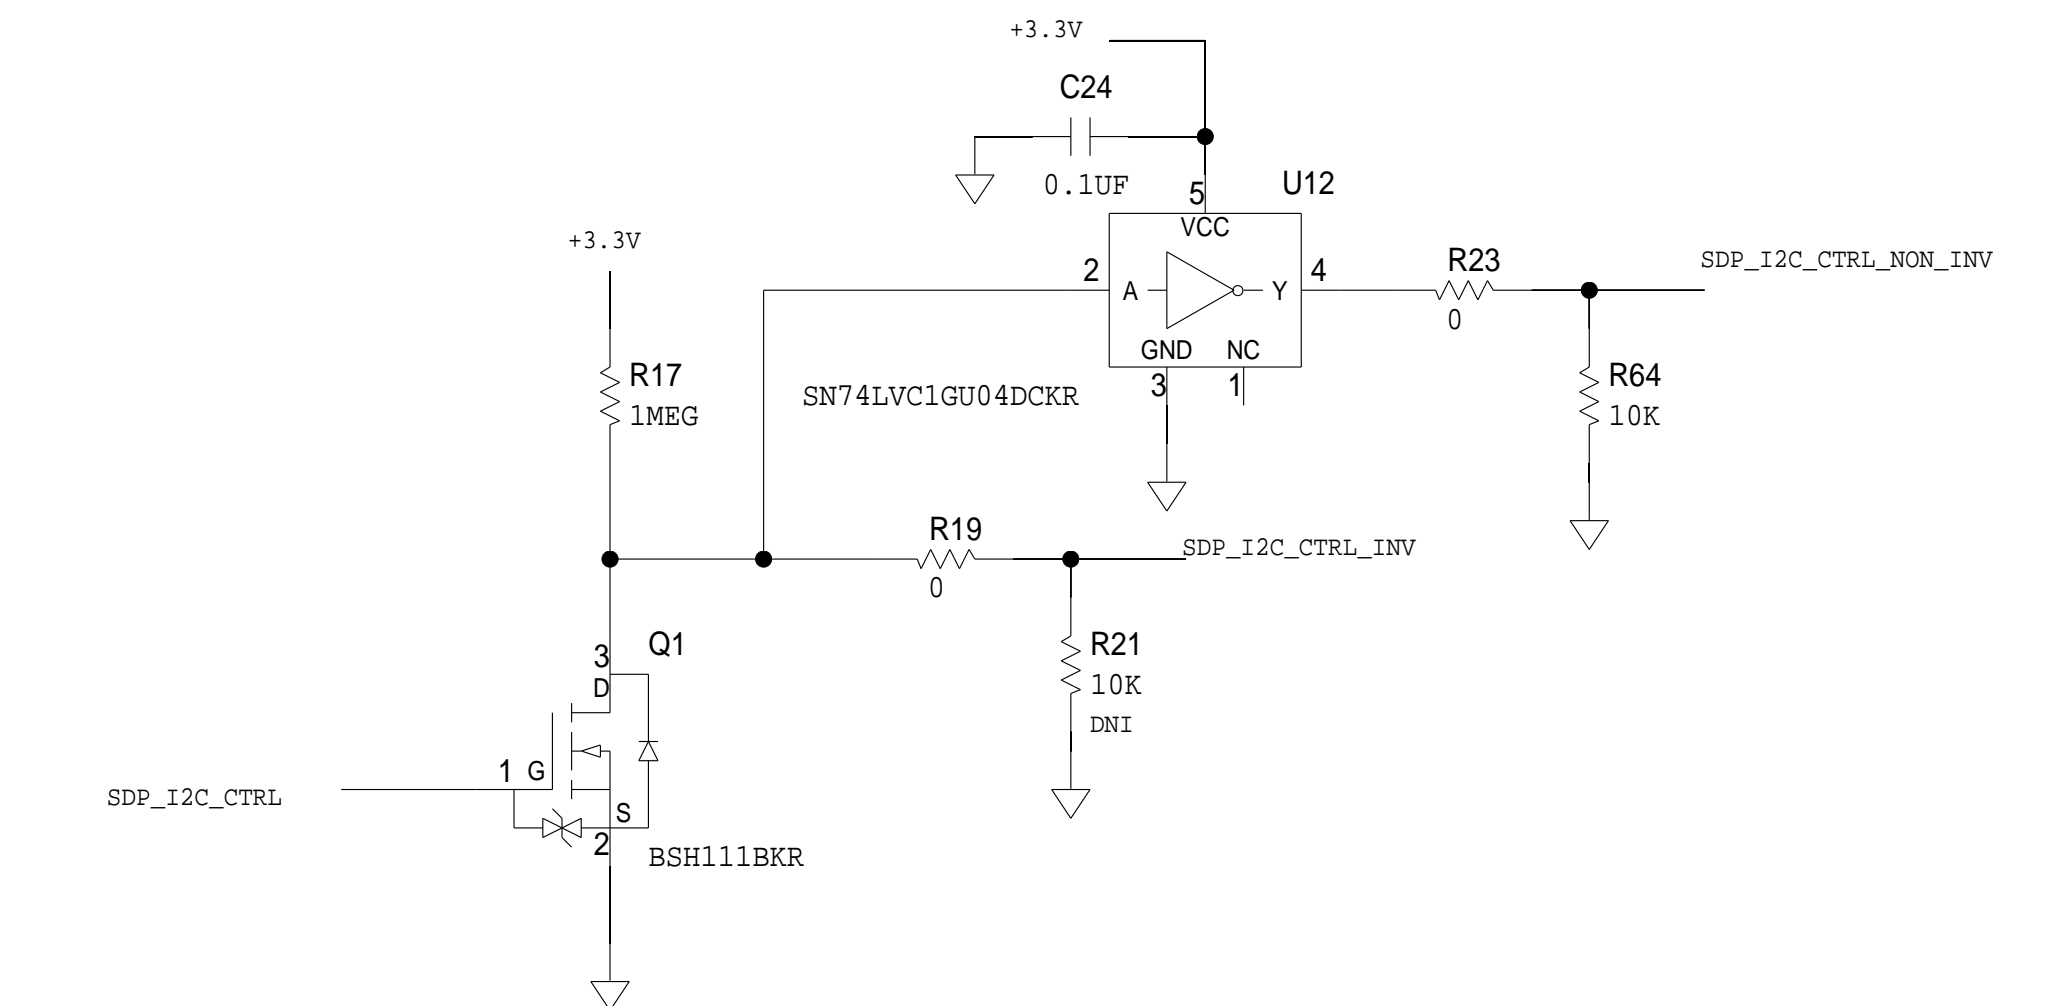 +3.3V
C24
0.1UF
5
U12
VCC
+3.3V
2
A
Y
4
R23
0
SDP_I2C_CTRL_NON_INV
GND
NC
3
1
SN74LVC1GU04DCKR
R17
1MEG
R64
10K
R19
0
SDP_I2C_CTRL_INV
3
D
Q1
R21
10K
DNI
1
G
SDP_I2C_CTRL
S
2
BSH111BKR